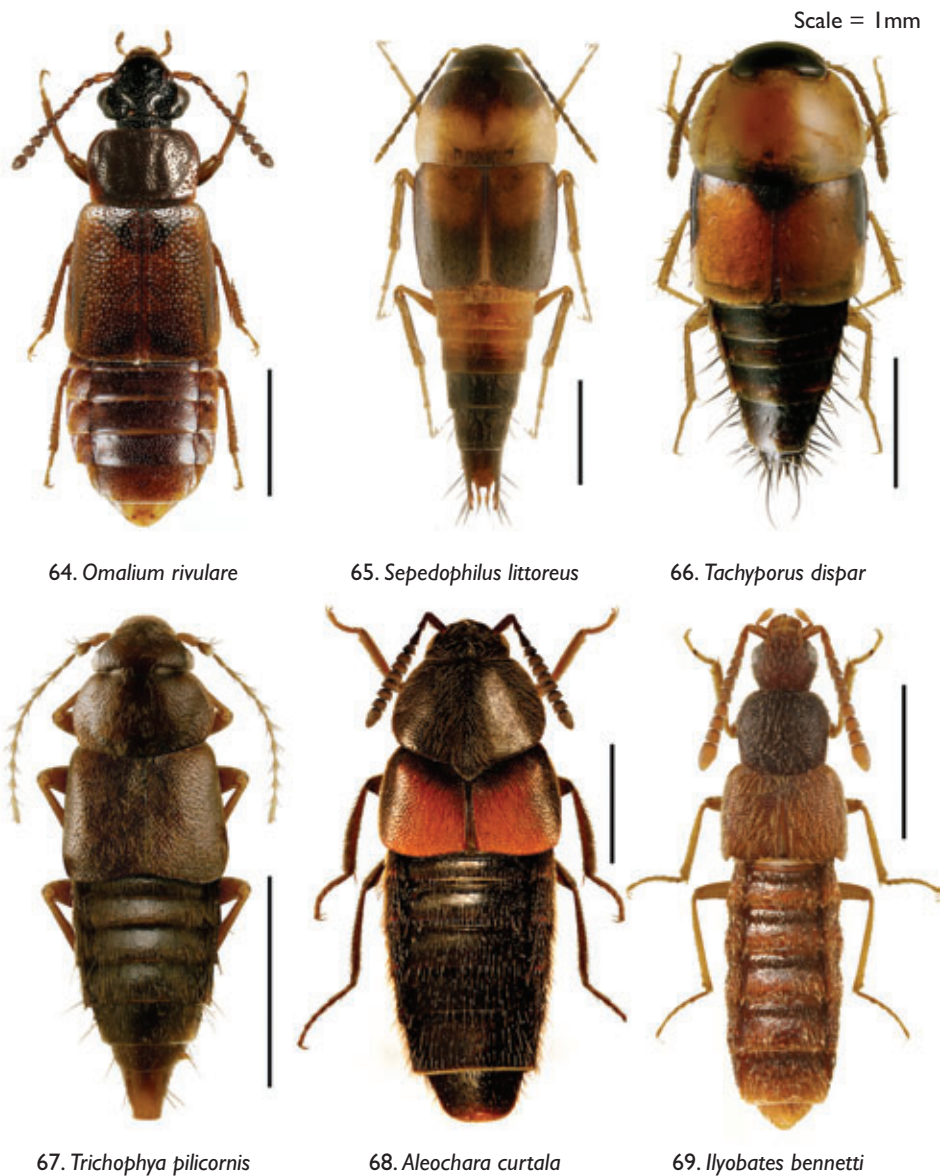 Scale = 1mm
64. Omalium rivulare
65. Sepedophilus littoreus
66. Tachyporus dispar
67. Trichophya pilicornis
68. Aleochara curtala
69. Ilyobates bennetti